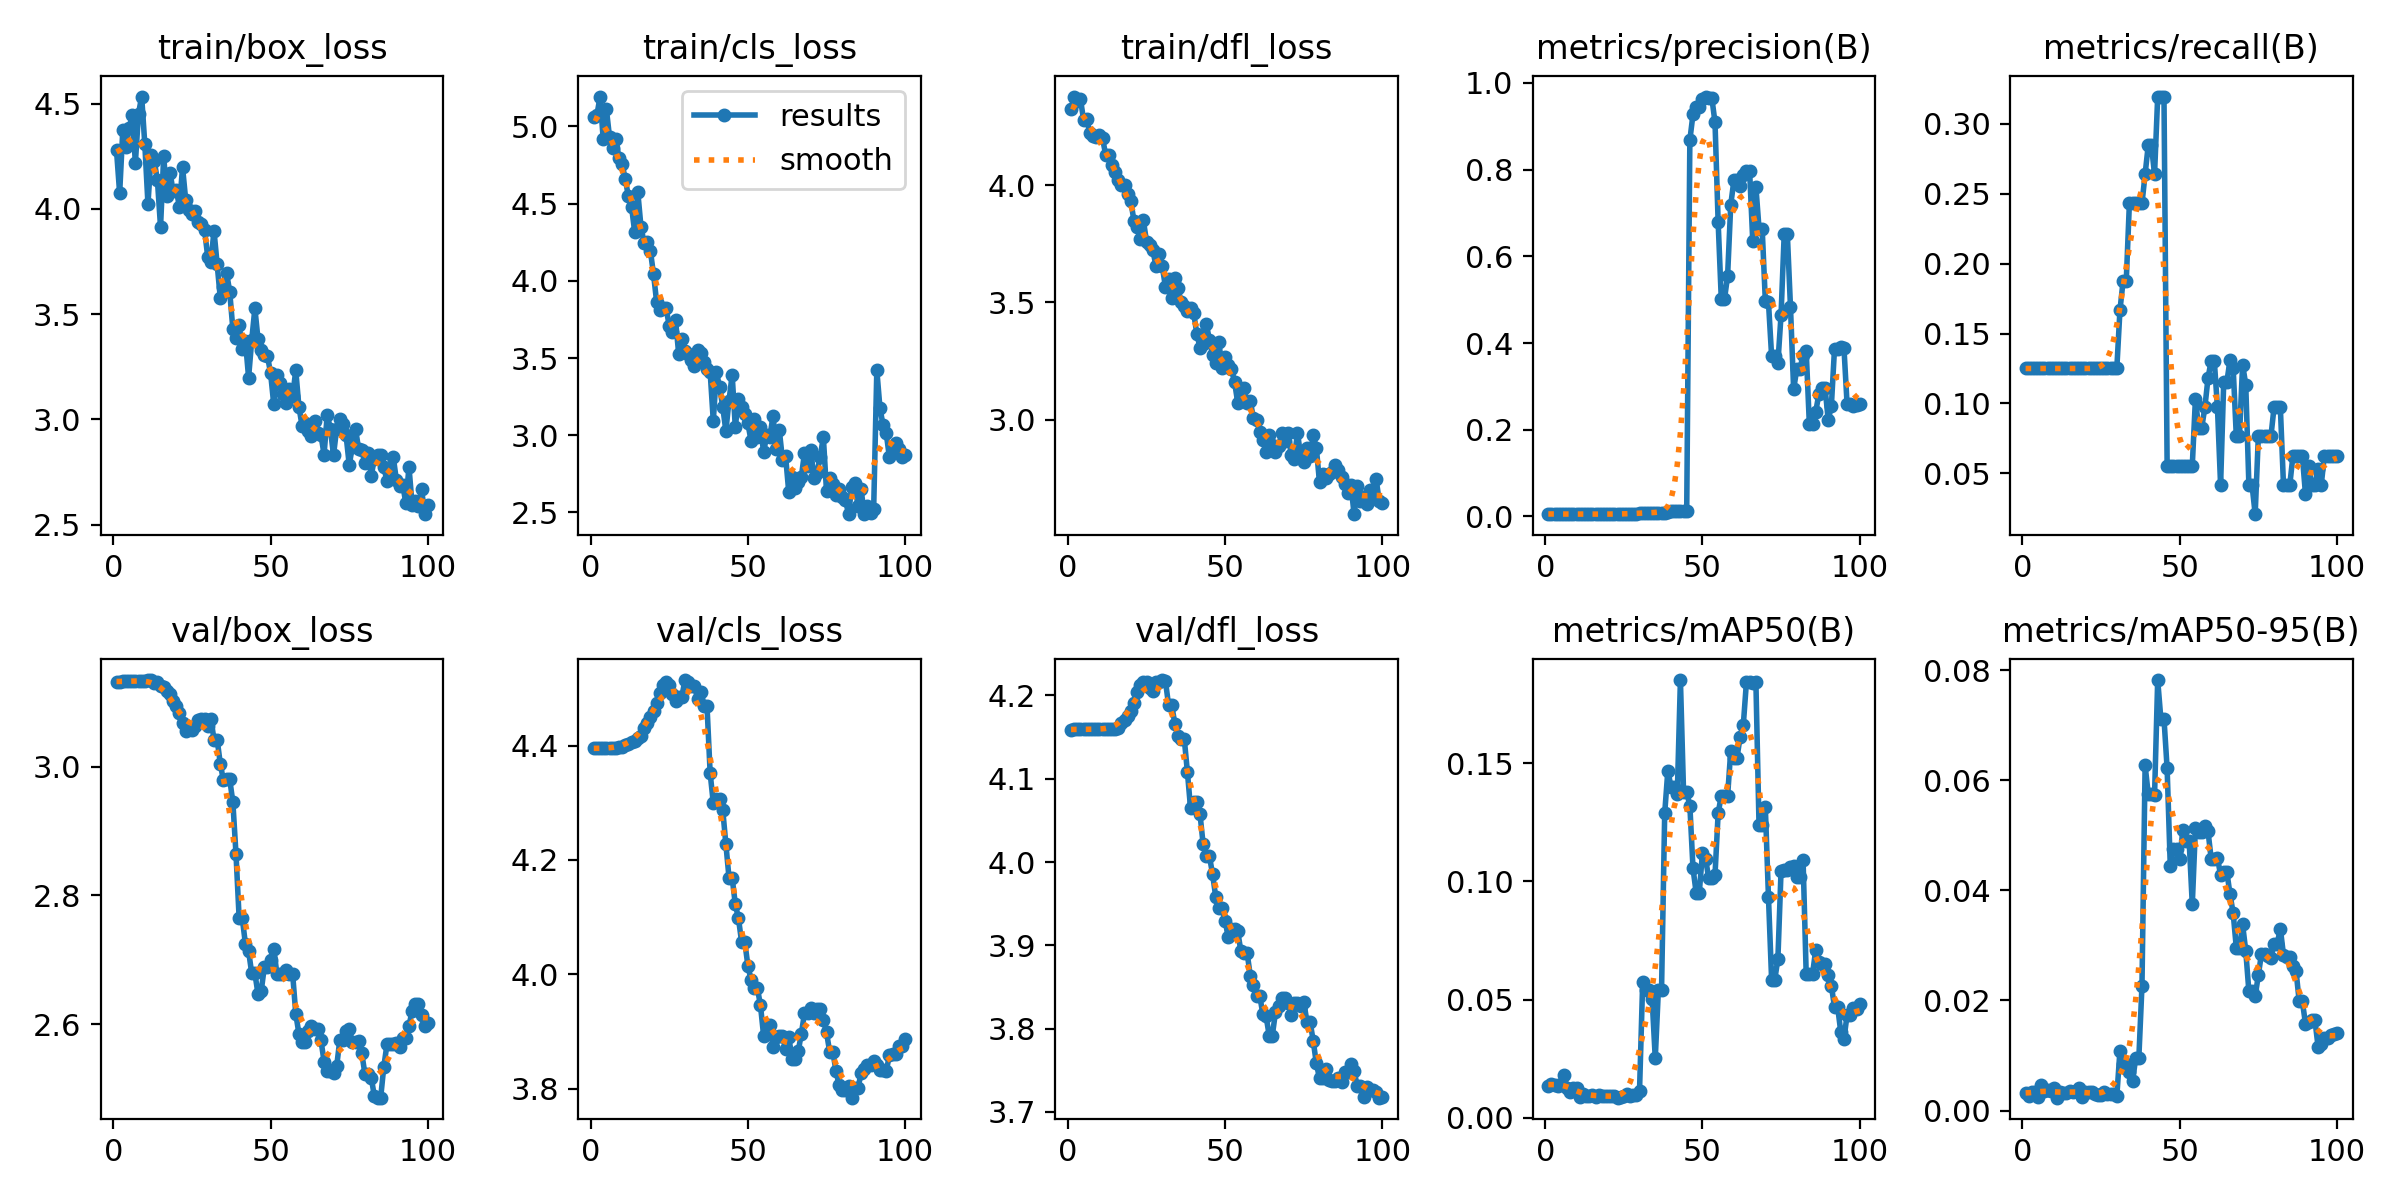 train/box_loss
4.5
4.0
3.5
3.0
2.5
0 50 100
train/cls_loss
results
smooth
5.0
4.5
4.0
3.5
3.0
2.5
0 50 100
train/dfl_loss
4.0
3.5
3.0
0 50 100
metrics/precision(B)
1.0
0.8
0.6
0.4
0.2
0.0
0 50 100
metrics/recall(B)
0.30
0.25
0.20
0.15
0.10
0.05
0 50 100
val/box_loss
3.0
2.8
2.6
0 50 100
val/cls_loss
4.4
4.2
4.0
3.8
0 50 100
val/dfl_loss
4.2
4.1
4.0
3.9
3.8
3.7
0 50 100
metrics/mAP50(B)
0.15
0.10
0.05
0.00
0 50 100
metrics/mAP50-95(B)
0.08
0.06
0.04
0.02
0.00
0 50 100